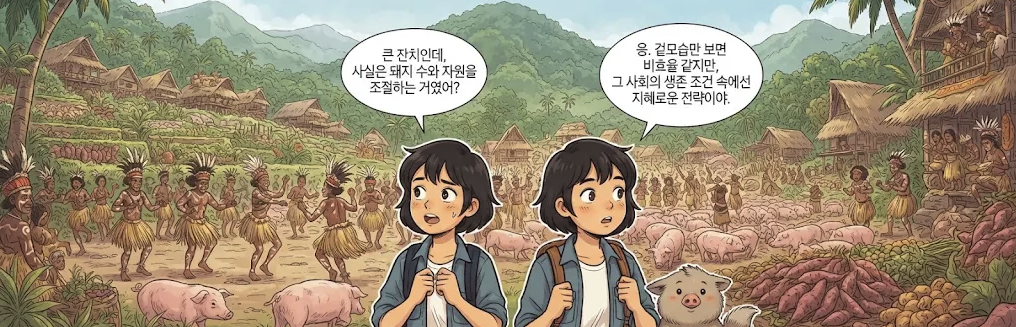 큰 잔치인데,
사실은 돼지 수와 자원을
조절하는 거였어?
응. 겉모습만 보면
비효율 같지만,
그 사회의 생존 조건 속에선
지혜로운 전략이야.